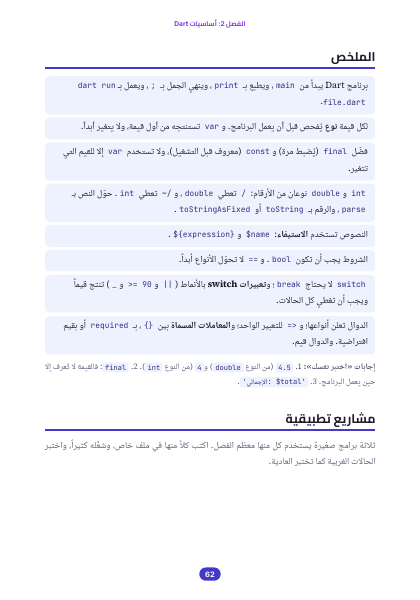 الفصل 2: أساسيات Dart
الملخص
برنامج Dart يبدأ من main ، ويطبع بـ print ، وينهي الجمل بـ ; ، ويعمل بـ dart run
file.dart.
لكل قيمة نوع يُفحص قبل أن يعمل البرنامج. و var تستنتجه من أول قيمة، ولا يتغير أبداً.
فضّل final (يُضبط مرة) و const (معروف قبل التشغيل)، ولا تستخدم var إلا للقيم التي
تتغير.
int و double نوعان من الأرقام: / تعطي double ، و ~/ تعطي int . حوّل النص بـ
parse ، والرقم بـ toString أو toStringAsFixed .
النصوص تستخدم الاستيفاء: $name و ${expression} .
الشروط يجب أن تكون bool . و == لا تحوّل الأنواع أبداً.
switch لا يحتاج break ؛ وتعبيرات switch بالأنماط ( || و >= 90 و _ ) تنتج قيماً
ويجب أن تغطي كل الحالات.
الدوال تعلن أنواعها؛ و => للتعبير الواحد؛ والمعاملات المسماة بين {} ، بـ required أو بقيم
افتراضية. والدوال قيم.
إجابات «اختبر نفسك»: 1. 4.5 (من النوع double ) و 4 (من النوع int ). 2. final : فالقيمة لا تُعرف إلا
حين يعمل البرنامج. 3. 'الإجمالي: $total' .
مشاريع تطبيقية
ثلاثة برامج صغيرة يستخدم كل منها معظم الفصل. اكتب كلاً منها في ملف خاص، وشغّله كثيراً، واختبر
الحالات الغريبة كما تختبر العادية.
62